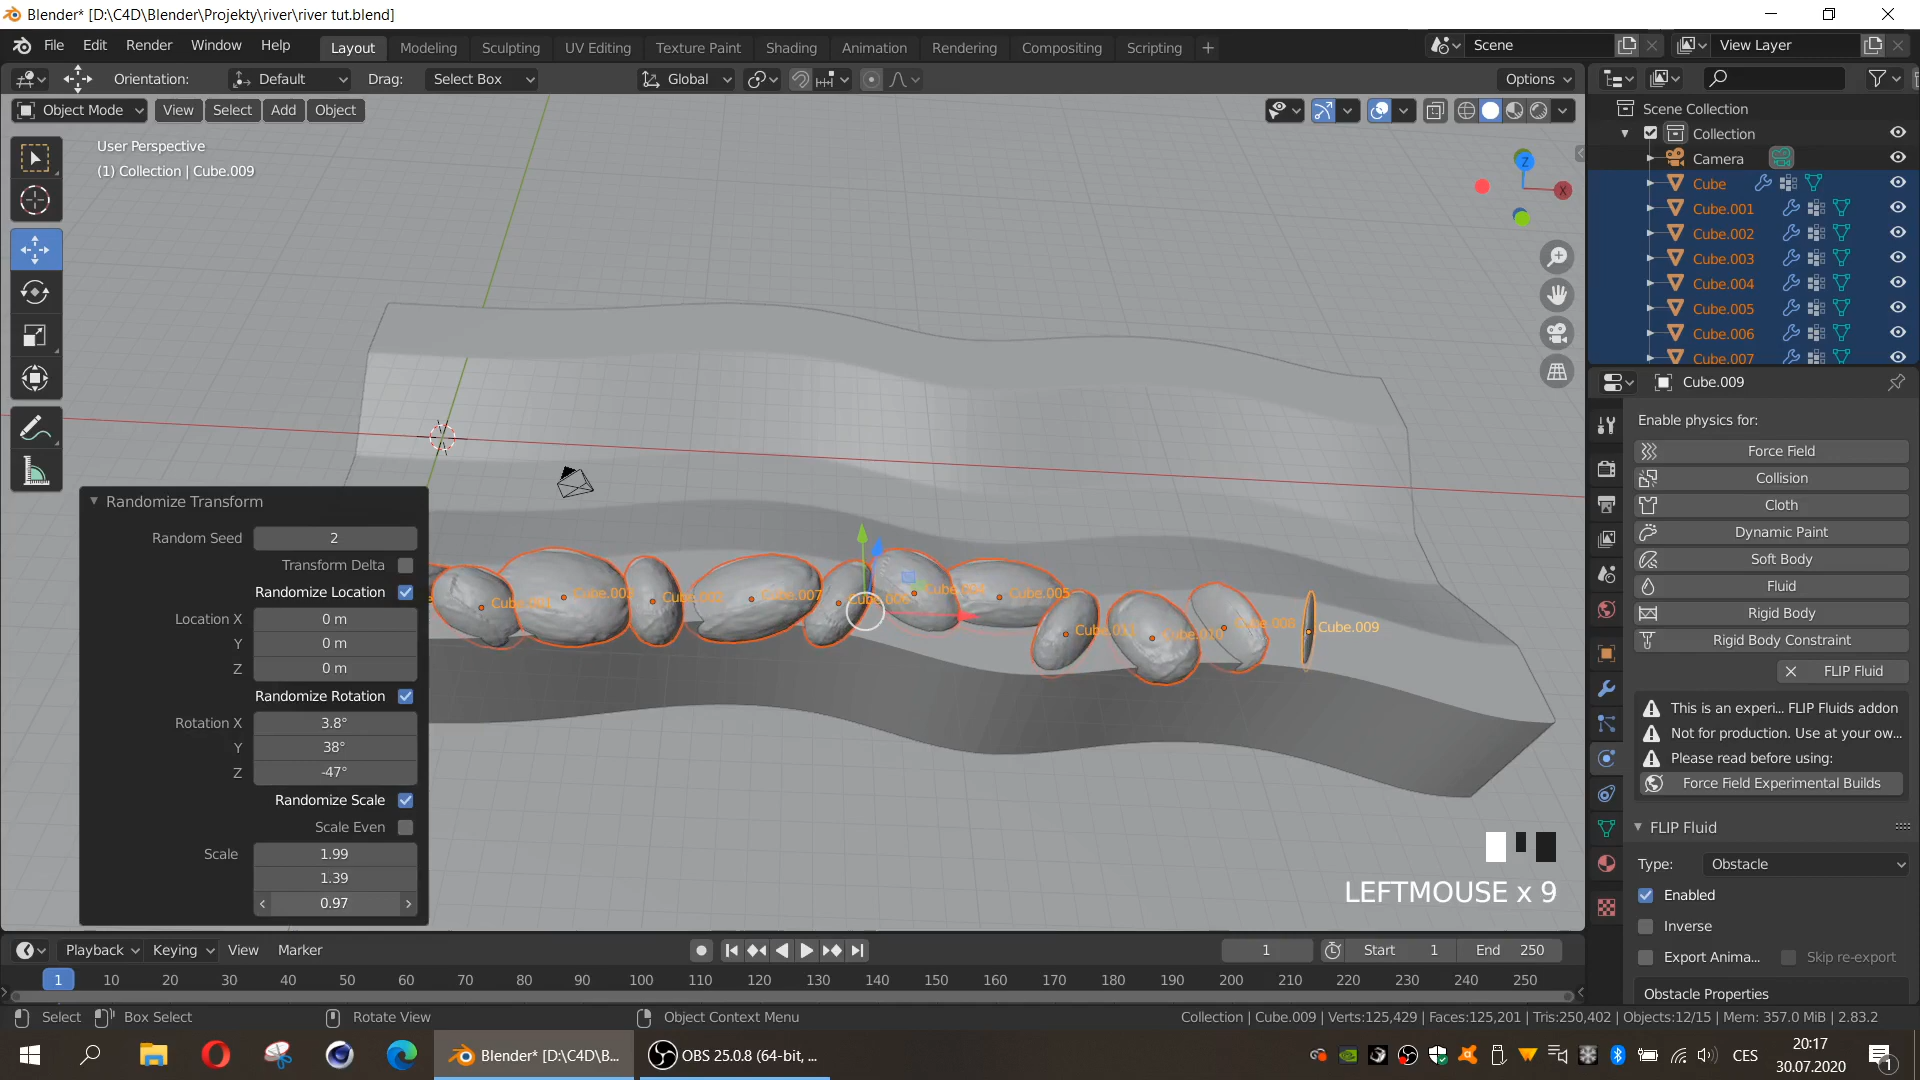 Blender* [D:\C4D\Blender\Projekty\river\river tut.blend]
File Edit Render Window Help
Layout Modeling Sculpting UV Editing Texture Paint Shading Animation Rendering Compositing Scripting +
Scene
View Layer
Orientation: Default Drag: Select Box Global Options
Object Mode View Select Add Object
User Perspective
(1) Collection | Cube.009
Z
X
Scene Collection
Collection
Camera
Cube
Cube.001
Cube.002
Cube.003
Cube.004
Cube.005
Cube.006
Cube.007
Cube.009
Enable physics for:
Force Field
Collision
Cloth
Dynamic Paint
Soft Body
Fluid
Rigid Body
Rigid Body Constraint
FLIP Fluid
This is an experi... FLIP Fluids addon
Not for production. Use at your ow...
Please read before using:
Force Field Experimental Builds
FLIP Fluid
Type: Obstacle
Enabled
Inverse
Export Anima... Skip re-export
Obstacle Properties
Cube.007
Cube.005
Cube.010
Cube.008
Cube.009
Randomize Transform
Random Seed 2
Transform Delta
Randomize Location
Location X 0 m
Y 0 m
Z 0 m
Randomize Rotation
Rotation X 3.8°
Y 38°
Z -47°
Randomize Scale
Scale Even
Scale 1.99
1.39
0.97
LEFTMOUSE x 9
Playback Keying View Marker 1 Start 1 End 250
1 10 20 30 40 50 60 70 80 90 100 110 120 130 140 150 160 170 180 190 200 210 220 230 240 250
Select Box Select Rotate View Object Context Menu
Collection | Cube.009 | Verts:125,429 | Faces:125,201 | Tris:250,402 | Objects:12/15 | Mem: 357.0 MiB | 2.83.2
Blender* [D:\C4D\B...
OBS 25.0.8 (64-bit, ...
CES
20:17
30.07.2020
1